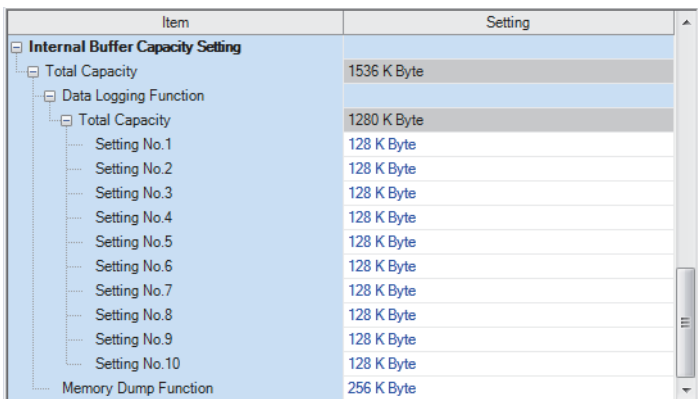 Item Setting
Internal Buffer Capacity Setting
Total Capacity 1536 K Byte
Data Logging Function
Total Capacity 1280 K Byte
Setting No.1 128 K Byte
Setting No.2 128 K Byte
Setting No.3 128 K Byte
Setting No.4 128 K Byte
Setting No.5 128 K Byte
Setting No.6 128 K Byte
Setting No.7 128 K Byte
Setting No.8 128 K Byte
Setting No.9 128 K Byte
Setting No.10 128 K Byte
Memory Dump Function 256 K Byte